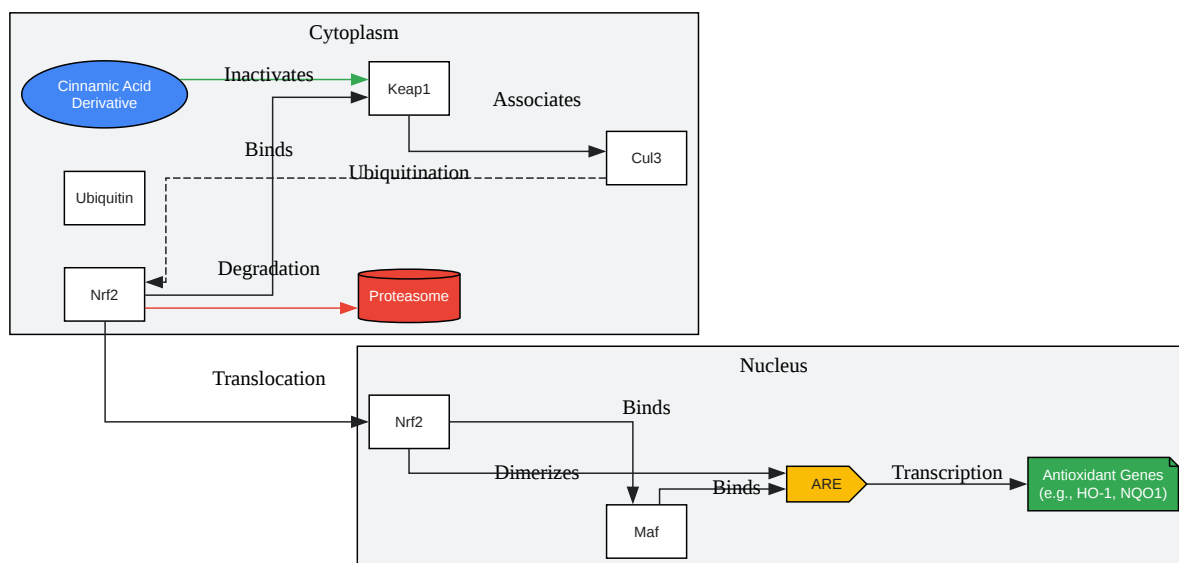 Cytoplasm
Cinnamic Acid
Derivative
Inactivates
Keap1
Associates
Binds
Cul3
Ubiquitination
Ubiquitin
Degradation
Nrf2
Proteasome
Nucleus
Translocation
Nrf2
Binds
Dimerizes
Binds
ARE
Transcription
Antioxidant Genes
(e.g., HO-1, NQO1)
Maf